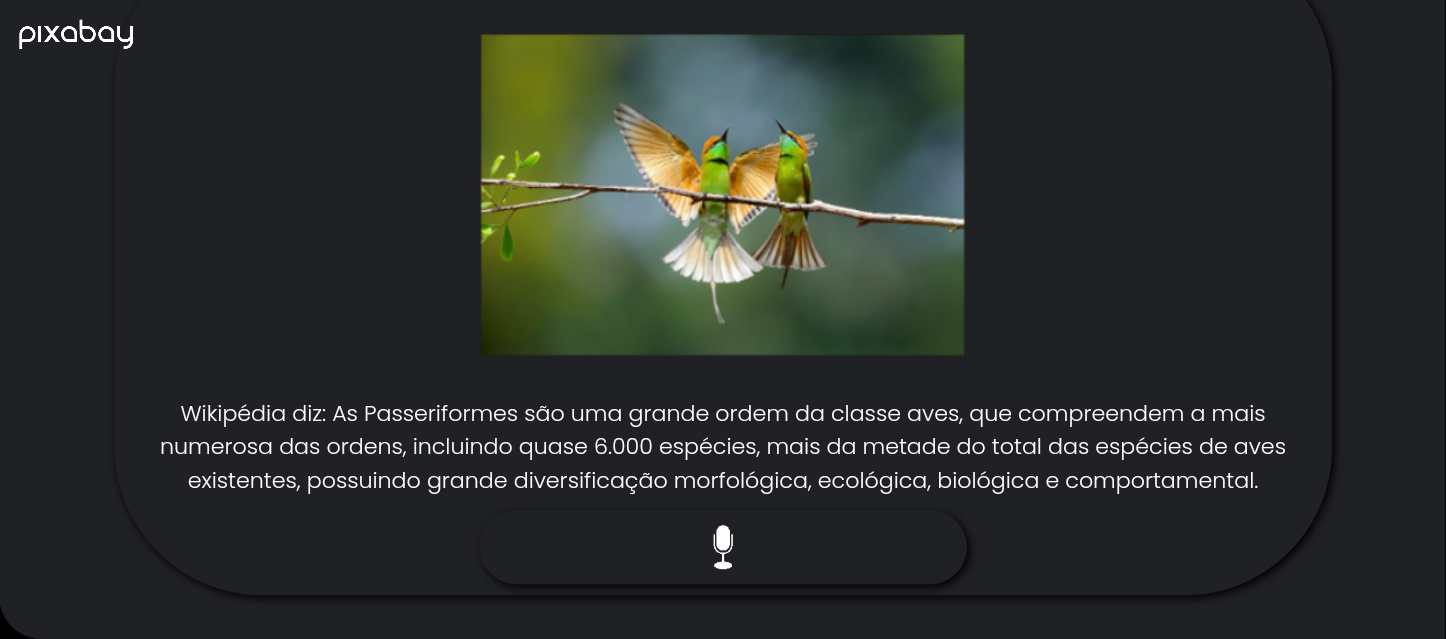 pixabay
Wikipédia diz: As Passeriformes são uma grande ordem da classe aves, que compreendem a mais
numerosa das ordens, incluindo quase 6.000 espécies, mais da metade do total das espécies de aves
existentes, possuindo grande diversificação morfológica, ecológica, biológica e comportamental.